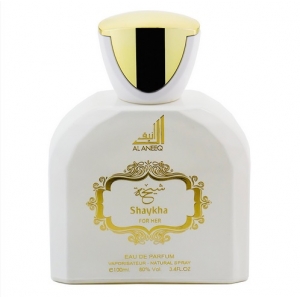 الأنيق
AL ANEEQ
شيخة
Shaykha
FOR HER
EAU DE PARFUM
VAPORISATEUR - NATURAL SPRAY
100ml 80% Vol. 3.4FL.OZ